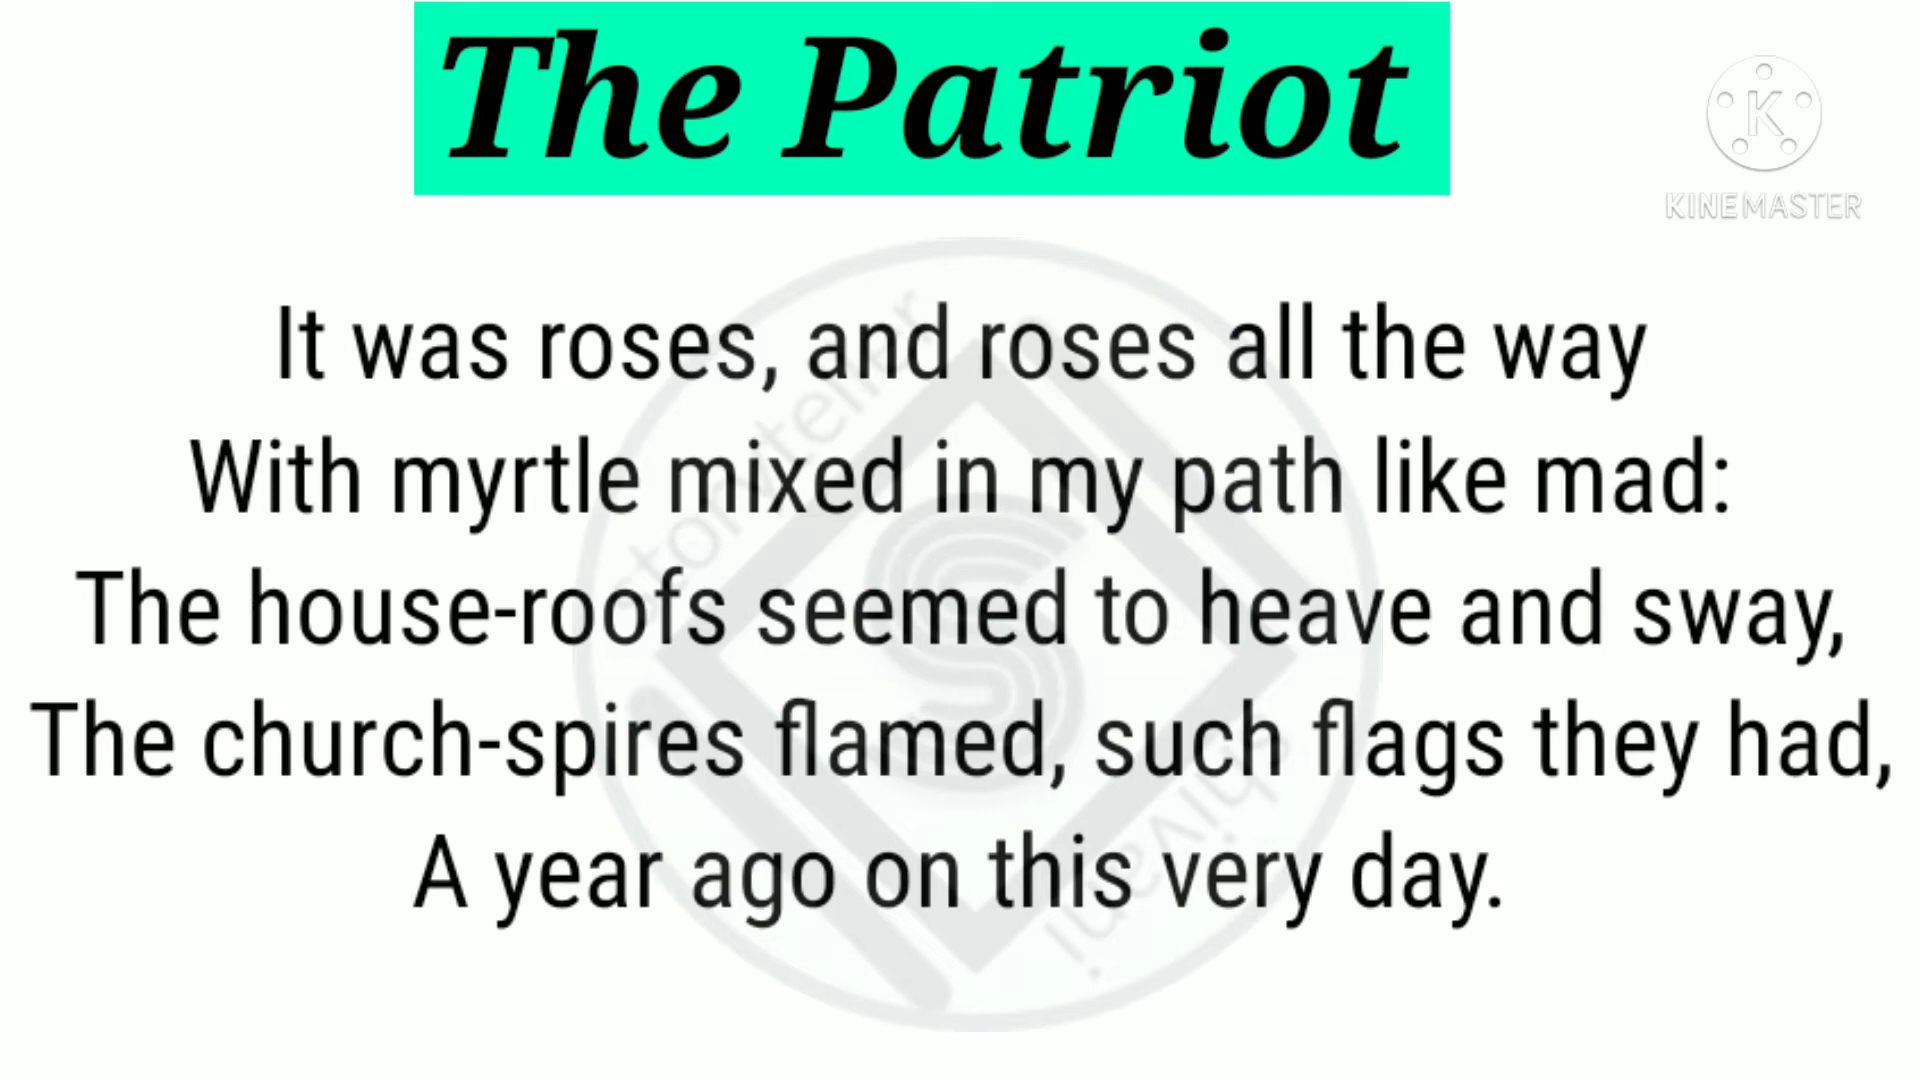 The Patriot
K
KINEMASTER
It was roses, and roses all the way
With myrtle mixed in my path like mad:
The house-roofs seemed to heave and sway,
The church-spires flamed, such flags they had,
A year ago on this very day.
storyteller
shivani